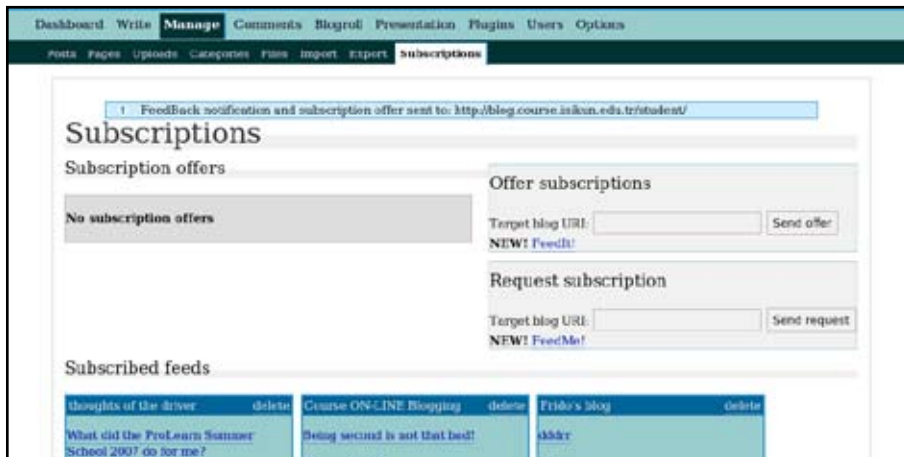 Dashboard Write Manage Comments Blogroll Presentation Plugins Users Options
Posts Pages Uploads Categories Files Import Export Subscriptions
! FeedBack notification and subscription offer sent to: http://blog.course.isikun.edu.tr/student/
Subscriptions
Subscription offers
No subscription offers
Offer subscriptions
Target blog URI: Send offer
NEW! FeedIt!
Request subscription
Target blog URI: Send request
NEW! FeedMe!
Subscribed feeds
thoughts of the driver delete Course ON-LINE Blogging delete Frido's blog delete
What did the ProLearn Summer Being second is not that bed! dddrr
School 2007 do for me?